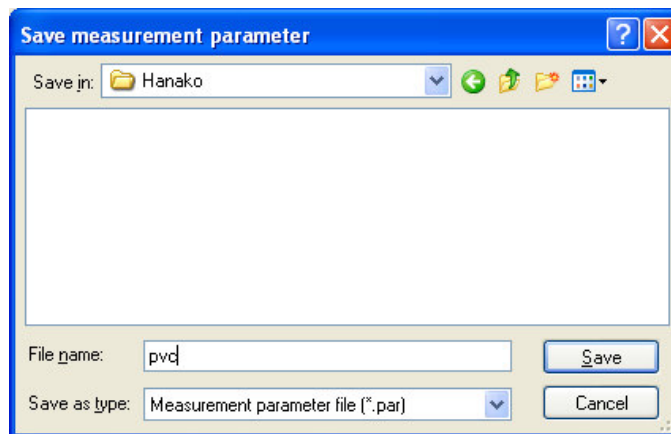 Save measurement parameter
Save in: Hanako
File name: pvc
Save
Save as type: Measurement parameter file (*.par)
Cancel